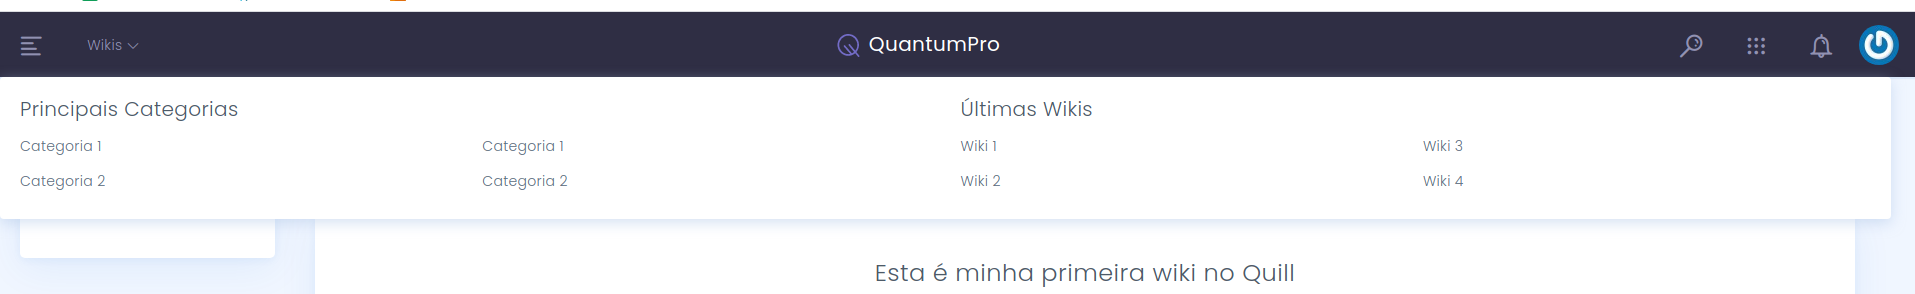 Wikis
QuantumPro
Principais Categorias
Categoria 1
Categoria 1
Categoria 2
Categoria 2
Últimas Wikis
Wiki 1
Wiki 3
Wiki 2
Wiki 4
Esta é minha primeira wiki no Quill